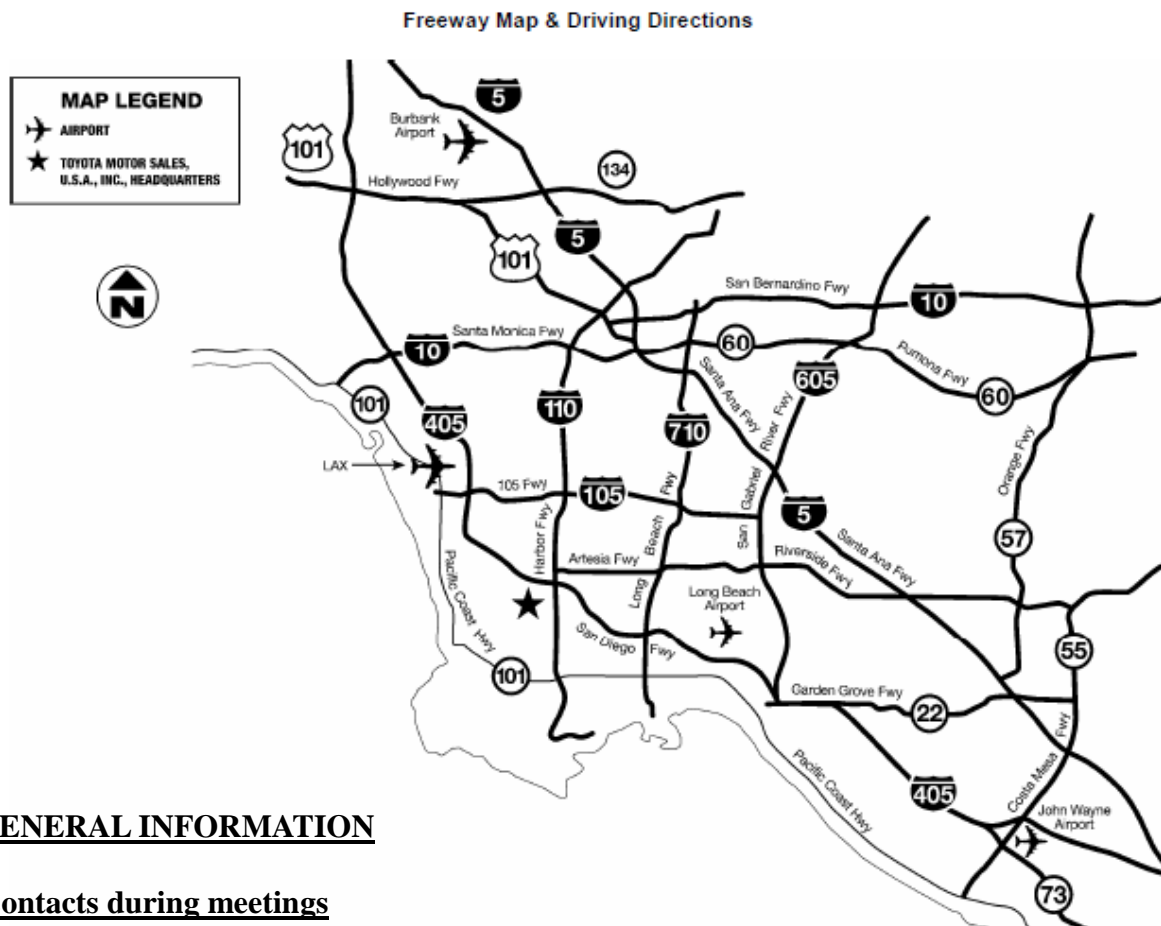 Freeway Map & Driving Directions
MAP LEGEND
AIRPORT
TOYOTA MOTOR SALES,
U.S.A., INC., HEADQUARTERS
N
5
Burbank
Airport
101
134
Hollywood Fwy
5
101
San Bernardino Fwy
10
Santa Monica Fwy
10
60
Pomona Fwy
60
605
Santa Ana Fwy
101
405
110
710
River Fwy
Gabriel
San
Orange Fwy
LAX
105 Fwy
105
Fwy
Beach
Long
Harbor Fwy
5
57
Santa Ana Fwy
Artesia Fwy
Riverside Fwy
Pacific Coast Hwy
Long Beach
Airport
San Diego Fwy
55
101
Garden Grove Fwy
22
Pacific Coast Hwy
405
Costa Mesa Fwy
John Wayne
Airport
73
ENERAL INFORMATION
ontacts during meetings